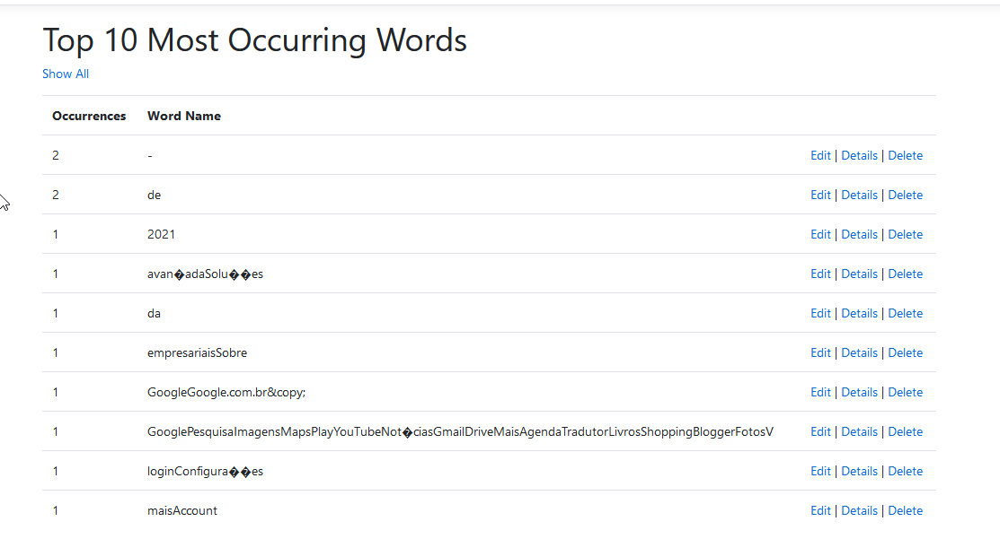 Top 10 Most Occurring Words
Show All
Occurrences Word Name
2 - Edit | Details | Delete
2 de Edit | Details | Delete
1 2021 Edit | Details | Delete
1 avan�adaSolu��es Edit | Details | Delete
1 da Edit | Details | Delete
1 empresariaisSobre Edit | Details | Delete
1 GoogleGoogle.com.br&copy; Edit | Details | Delete
1 GooglePesquisaImagensMapsPlayYouTubeNot�ciasGmailDriveMaisAgendaTradutorLivrosShoppingBloggerFotosV Edit | Details | Delete
1 loginConfigura��es Edit | Details | Delete
1 maisAccount Edit | Details | Delete